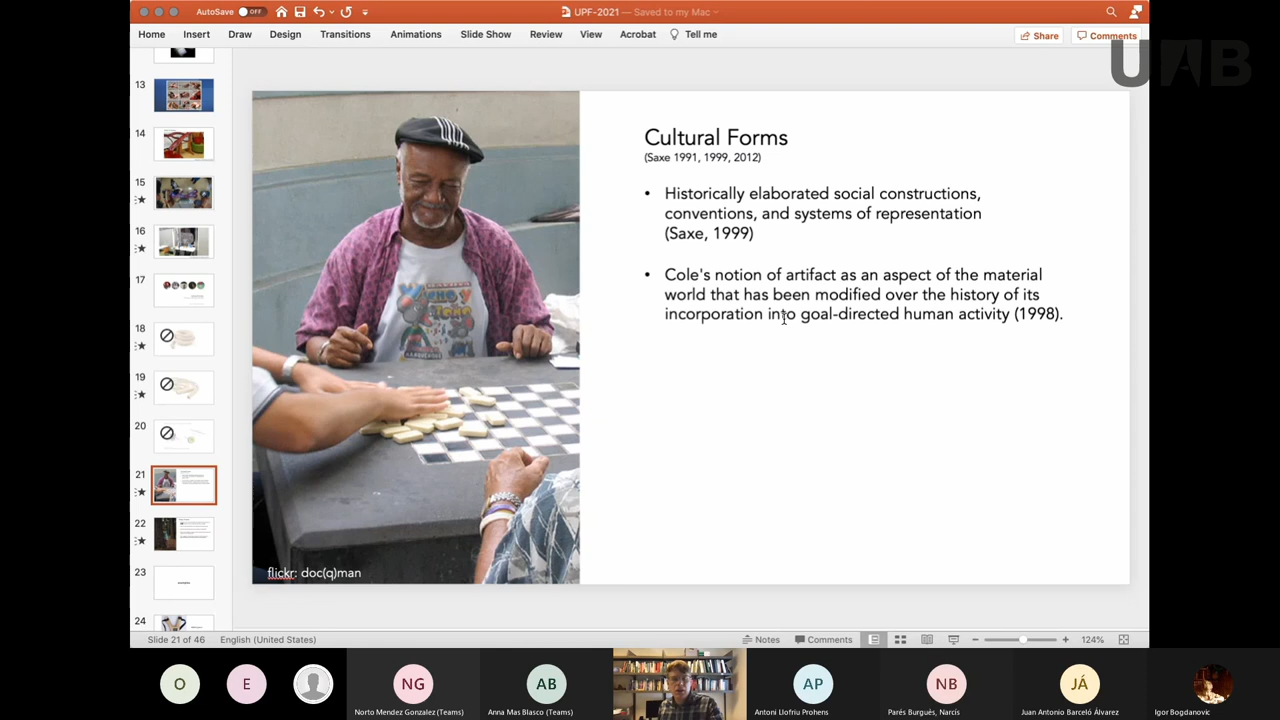 AutoSave OFF
UPF-2021 — Saved to my Mac
Home Insert Draw Design Transitions Animations Slide Show Review View Acrobat Tell me
Share Comments
UAB
13
14
15
16
17
18
19
20
21
22
23
24
Cultural Forms
(Saxe 1991, 1999, 2012)
• Historically elaborated social constructions,
conventions, and systems of representation
(Saxe, 1999)
• Cole's notion of artifact as an aspect of the material
world that has been modified over the history of its
incorporation into goal-directed human activity (1998).
flickr: doc(q)man
Slide 21 of 46 English (United States)
Notes Comments 124%
O E NG AB AP NB JÁ
Norto Mendez Gonzalez (Teams) Anna Mas Blasco (Teams) Antoni Llofriu Prohens Parés Burguès, Narcís Juan Antonio Barceló Álvarez Igor Bogdanovic